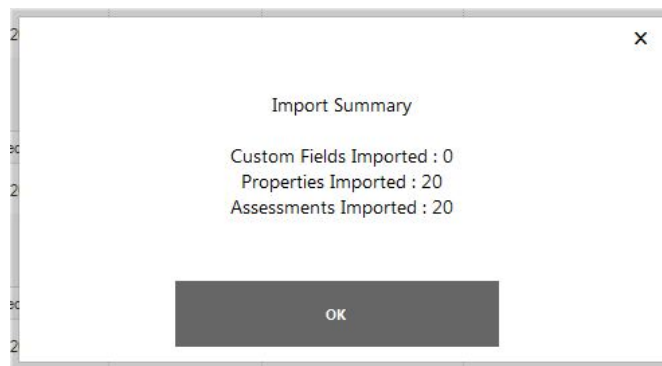 Import Summary
Custom Fields Imported : 0
Properties Imported : 20
Assessments Imported : 20
OK